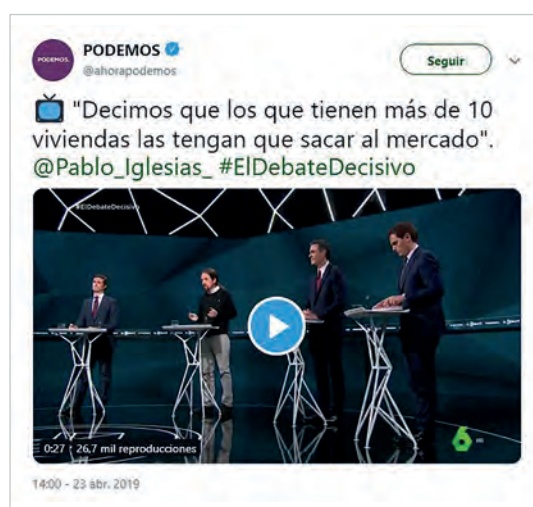 PODEMOS.
PODEMOS
@ahorapodemos
Seguir
"Decimos que los que tienen más de 10
viviendas las tengan que sacar al mercado".
@Pablo_Iglesias_ #ElDebateDecisivo
#ElDebateDecisivo
0:27 · 26,7 mil reproducciones
14:00 - 23 abr. 2019